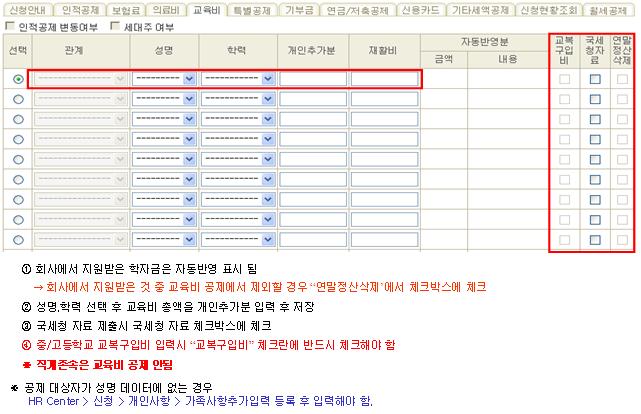 신청안내 인적공제 보험료 의료비 교육비 특별공제 기부금 연금/저축공제 신용카드 기타세액공제 신청현황조회 월세공제
인적공제 변동여부 세대주 여부
선택 관계 성명 학력 개인추가분 재활비 자동반영분 교복구입비 국세청자료 연말정산삭제
금액 내용
---------------- --------- ----------
---------------- --------- ----------
---------------- --------- ----------
---------------- --------- ----------
---------------- --------- ----------
---------------- --------- ----------
---------------- --------- ----------
---------------- --------- ----------
---------------- --------- ----------
① 회사에서 지원받은 학자금은 자동반영 표시 됨
→ 회사에서 지원받은 것 중 교육비 공제에서 제외할 경우 “연말정산삭제’에서 체크박스에 체크
② 성명,학력 선택 후 교육비 총액을 개인추가분 입력 후 저장
③ 국세청 자료 제출시 국세청 자료 체크박스에 체크
④ 중/고등학교 교복구입비 입력시 “교복구입비” 체크란에 반드시 체크해야 함
※ 직계존속은 교육비 공제 안됨
※ 공제 대상자가 성명 데이터에 없는 경우
HR Center > 신청 > 개인사항 > 가족사항추가입력 등록 후 입력해야 함.